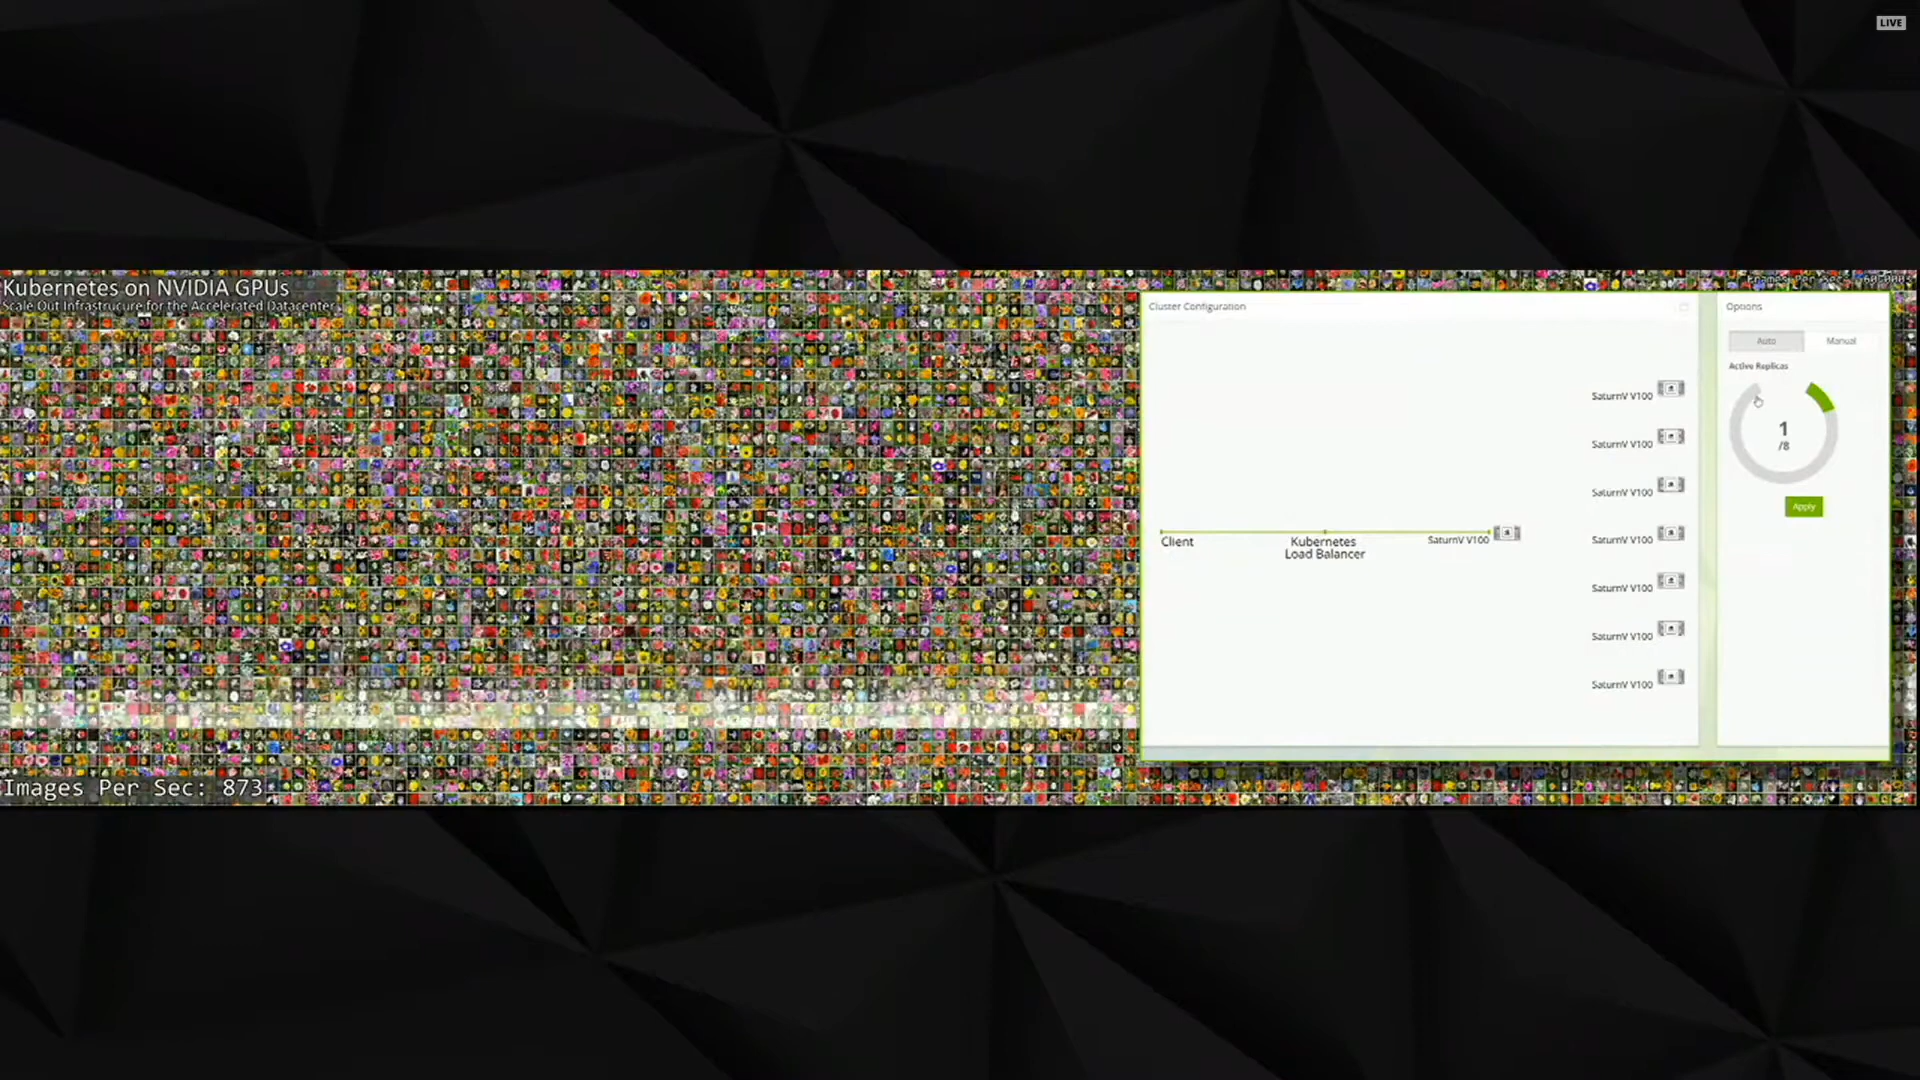 LIVE
Kubernetes on NVIDIA GPUs
Scale Out Infrastrucure for the Accelerated Datacenter
Images Per Sec: 873
Cluster Configuration
Client
Kubernetes
Load Balancer
SaturnV V100
SaturnV V100
SaturnV V100
SaturnV V100
SaturnV V100
SaturnV V100
SaturnV V100
SaturnV V100
Options
Auto
Manual
Active Replicas
1
/8
Apply